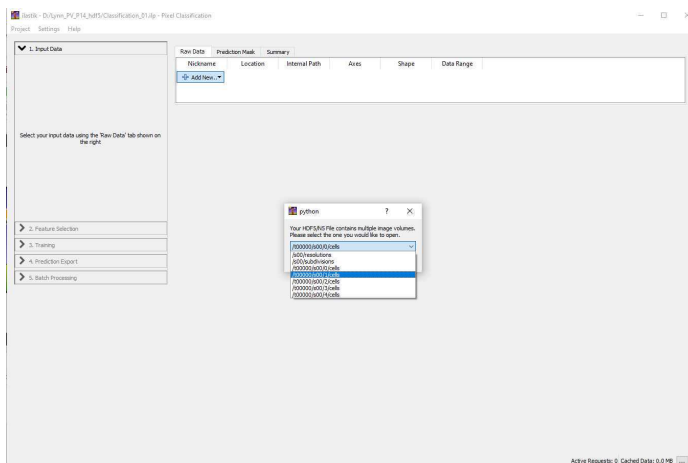 ilastik - D:/Lynn_PV_P14_hdf5/Classification_01.ilp - Pixel Classification
Project Settings Help
1. Input Data
Select your input data using the 'Raw Data' tab shown on
the right
2. Feature Selection
3. Training
4. Prediction Export
5. Batch Processing
Raw Data Prediction Mask Summary
Nickname Location Internal Path Axes Shape Data Range
Add New...
python ? ×
Your HDF5/N5 File contains multiple image volumes.
Please select the one you would like to open.
/t00000/s00/0/cells
/s00/resolutions
/s00/subdivisions
/t00000/s00/0/cells
/t00000/s00/1/cells
/t00000/s00/2/cells
/t00000/s00/3/cells
/t00000/s00/4/cells
Active Requests: 0 Cached Data: 0.0 MB ...